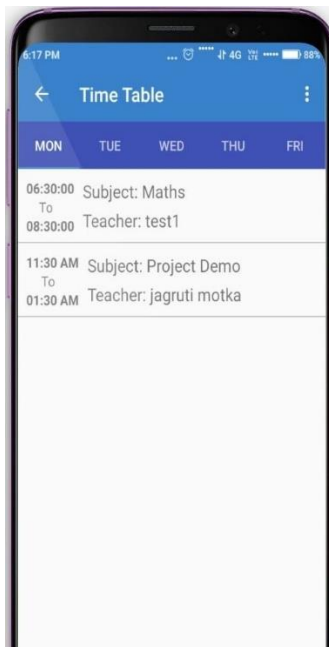 6:17 PM ... 4G VoLTE 88%
Time Table
MON TUE WED THU FRI
06:30:00 Subject: Maths
To
08:30:00 Teacher: test1
11:30 AM Subject: Project Demo
To
01:30 AM Teacher: jagruti motka